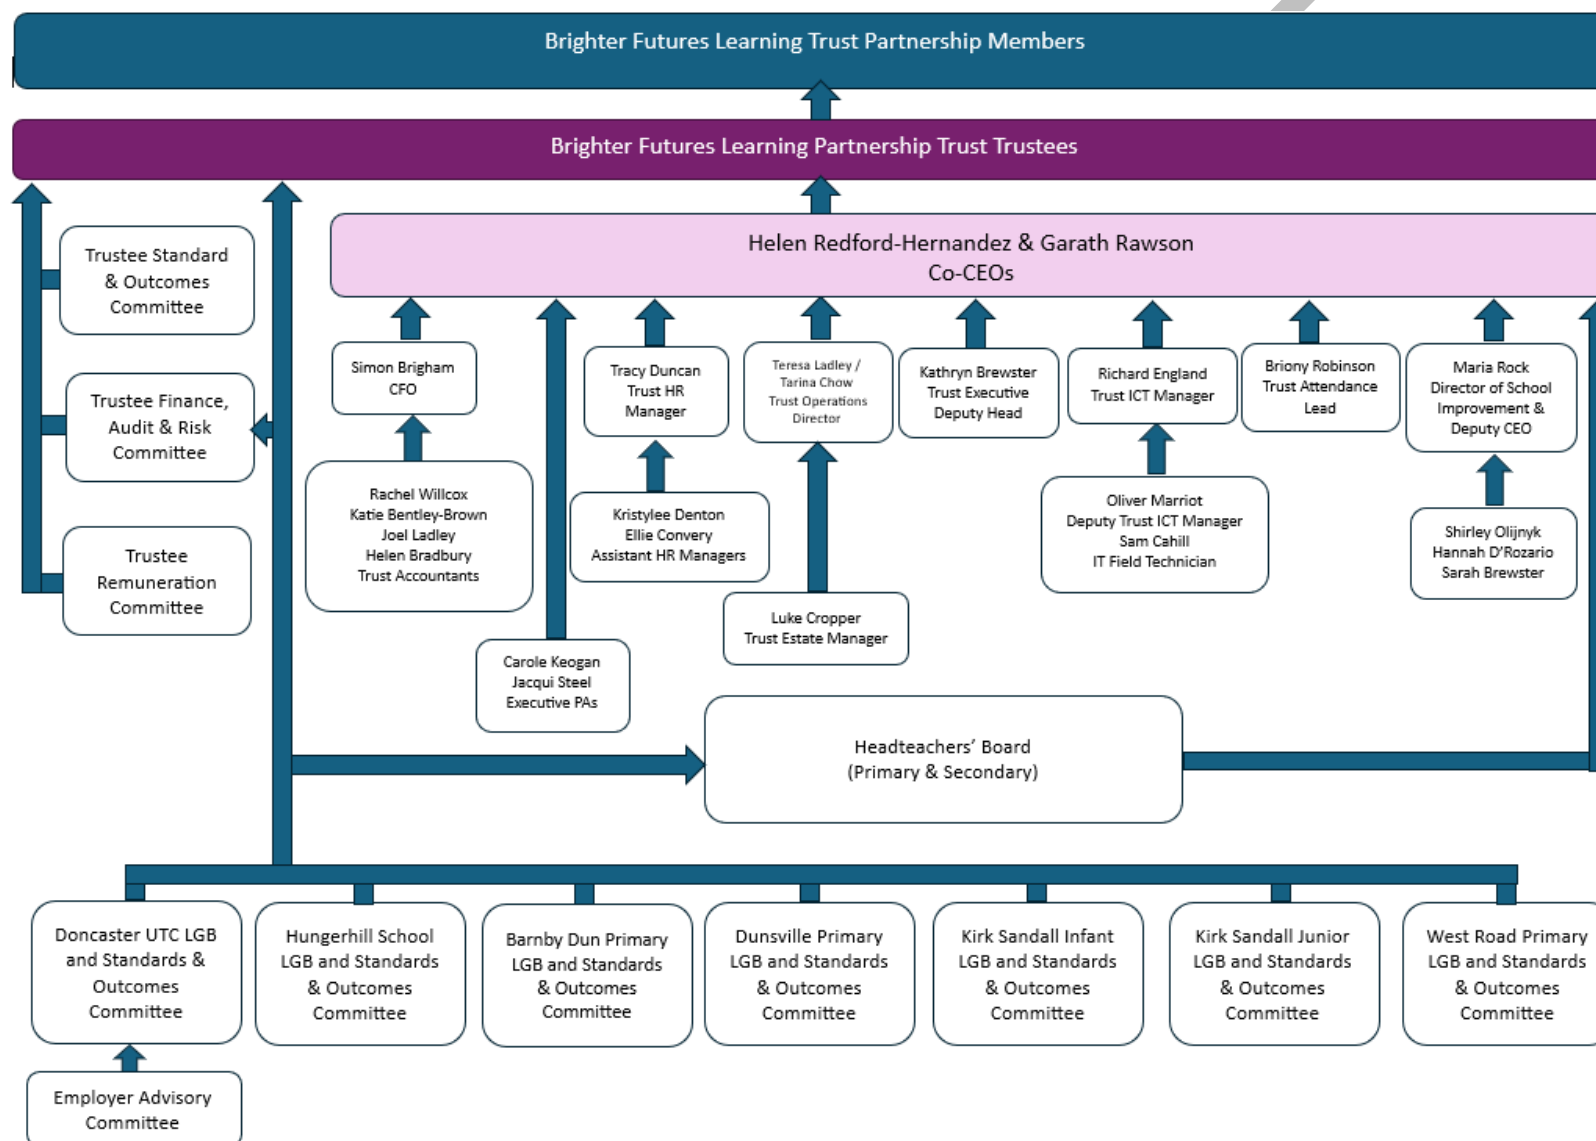 Brighter Futures Learning Trust Partnership Members
Brighter Futures Learning Partnership Trust Trustees
Helen Redford-Hernandez & Garath Rawson
Co-CEOs
Trustee Standard
& Outcomes
Committee
Trustee Finance,
Audit & Risk
Committee
Trustee
Remuneration
Committee
Simon Brigham
CFO
Rachel Willcox
Katie Bentley-Brown
Joel Ladley
Helen Bradbury
Trust Accountants
Carole Keogan
Jacqui Steel
Executive PAs
Tracy Duncan
Trust HR
Manager
Kristylee Denton
Ellie Convery
Assistant HR Managers
Teresa Ladley /
Tarina Chow
Trust Operations
Director
Luke Cropper
Trust Estate Manager
Kathryn Brewster
Trust Executive
Deputy Head
Richard England
Trust ICT Manager
Oliver Marriot
Deputy Trust ICT Manager
Sam Cahill
IT Field Technician
Briony Robinson
Trust Attendance
Lead
Maria Rock
Director of School
Improvement &
Deputy CEO
Shirley Olijnyk
Hannah D’Rozario
Sarah Brewster
Headteachers’ Board
(Primary & Secondary)
Doncaster UTC LGB
and Standards &
Outcomes
Committee
Hungerhill School
LGB and Standards
& Outcomes
Committee
Barnby Dun Primary
LGB and Standards
& Outcomes
Committee
Dunsville Primary
LGB and Standards
& Outcomes
Committee
Kirk Sandall Infant
LGB and Standards
& Outcomes
Committee
Kirk Sandall Junior
LGB and Standards
& Outcomes
Committee
West Road Primary
LGB and Standards
& Outcomes
Committee
Employer Advisory
Committee